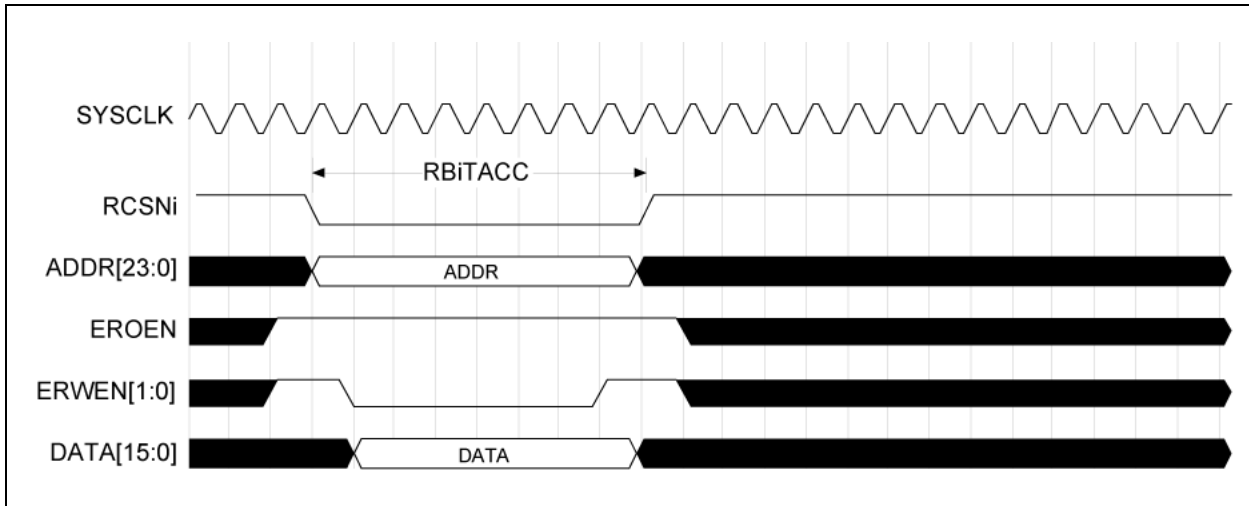 SYSCLK
RBiTACC
RCSNi
ADDR[23:0] ADDR
EROEN
ERWEN[1:0]
DATA[15:0] DATA